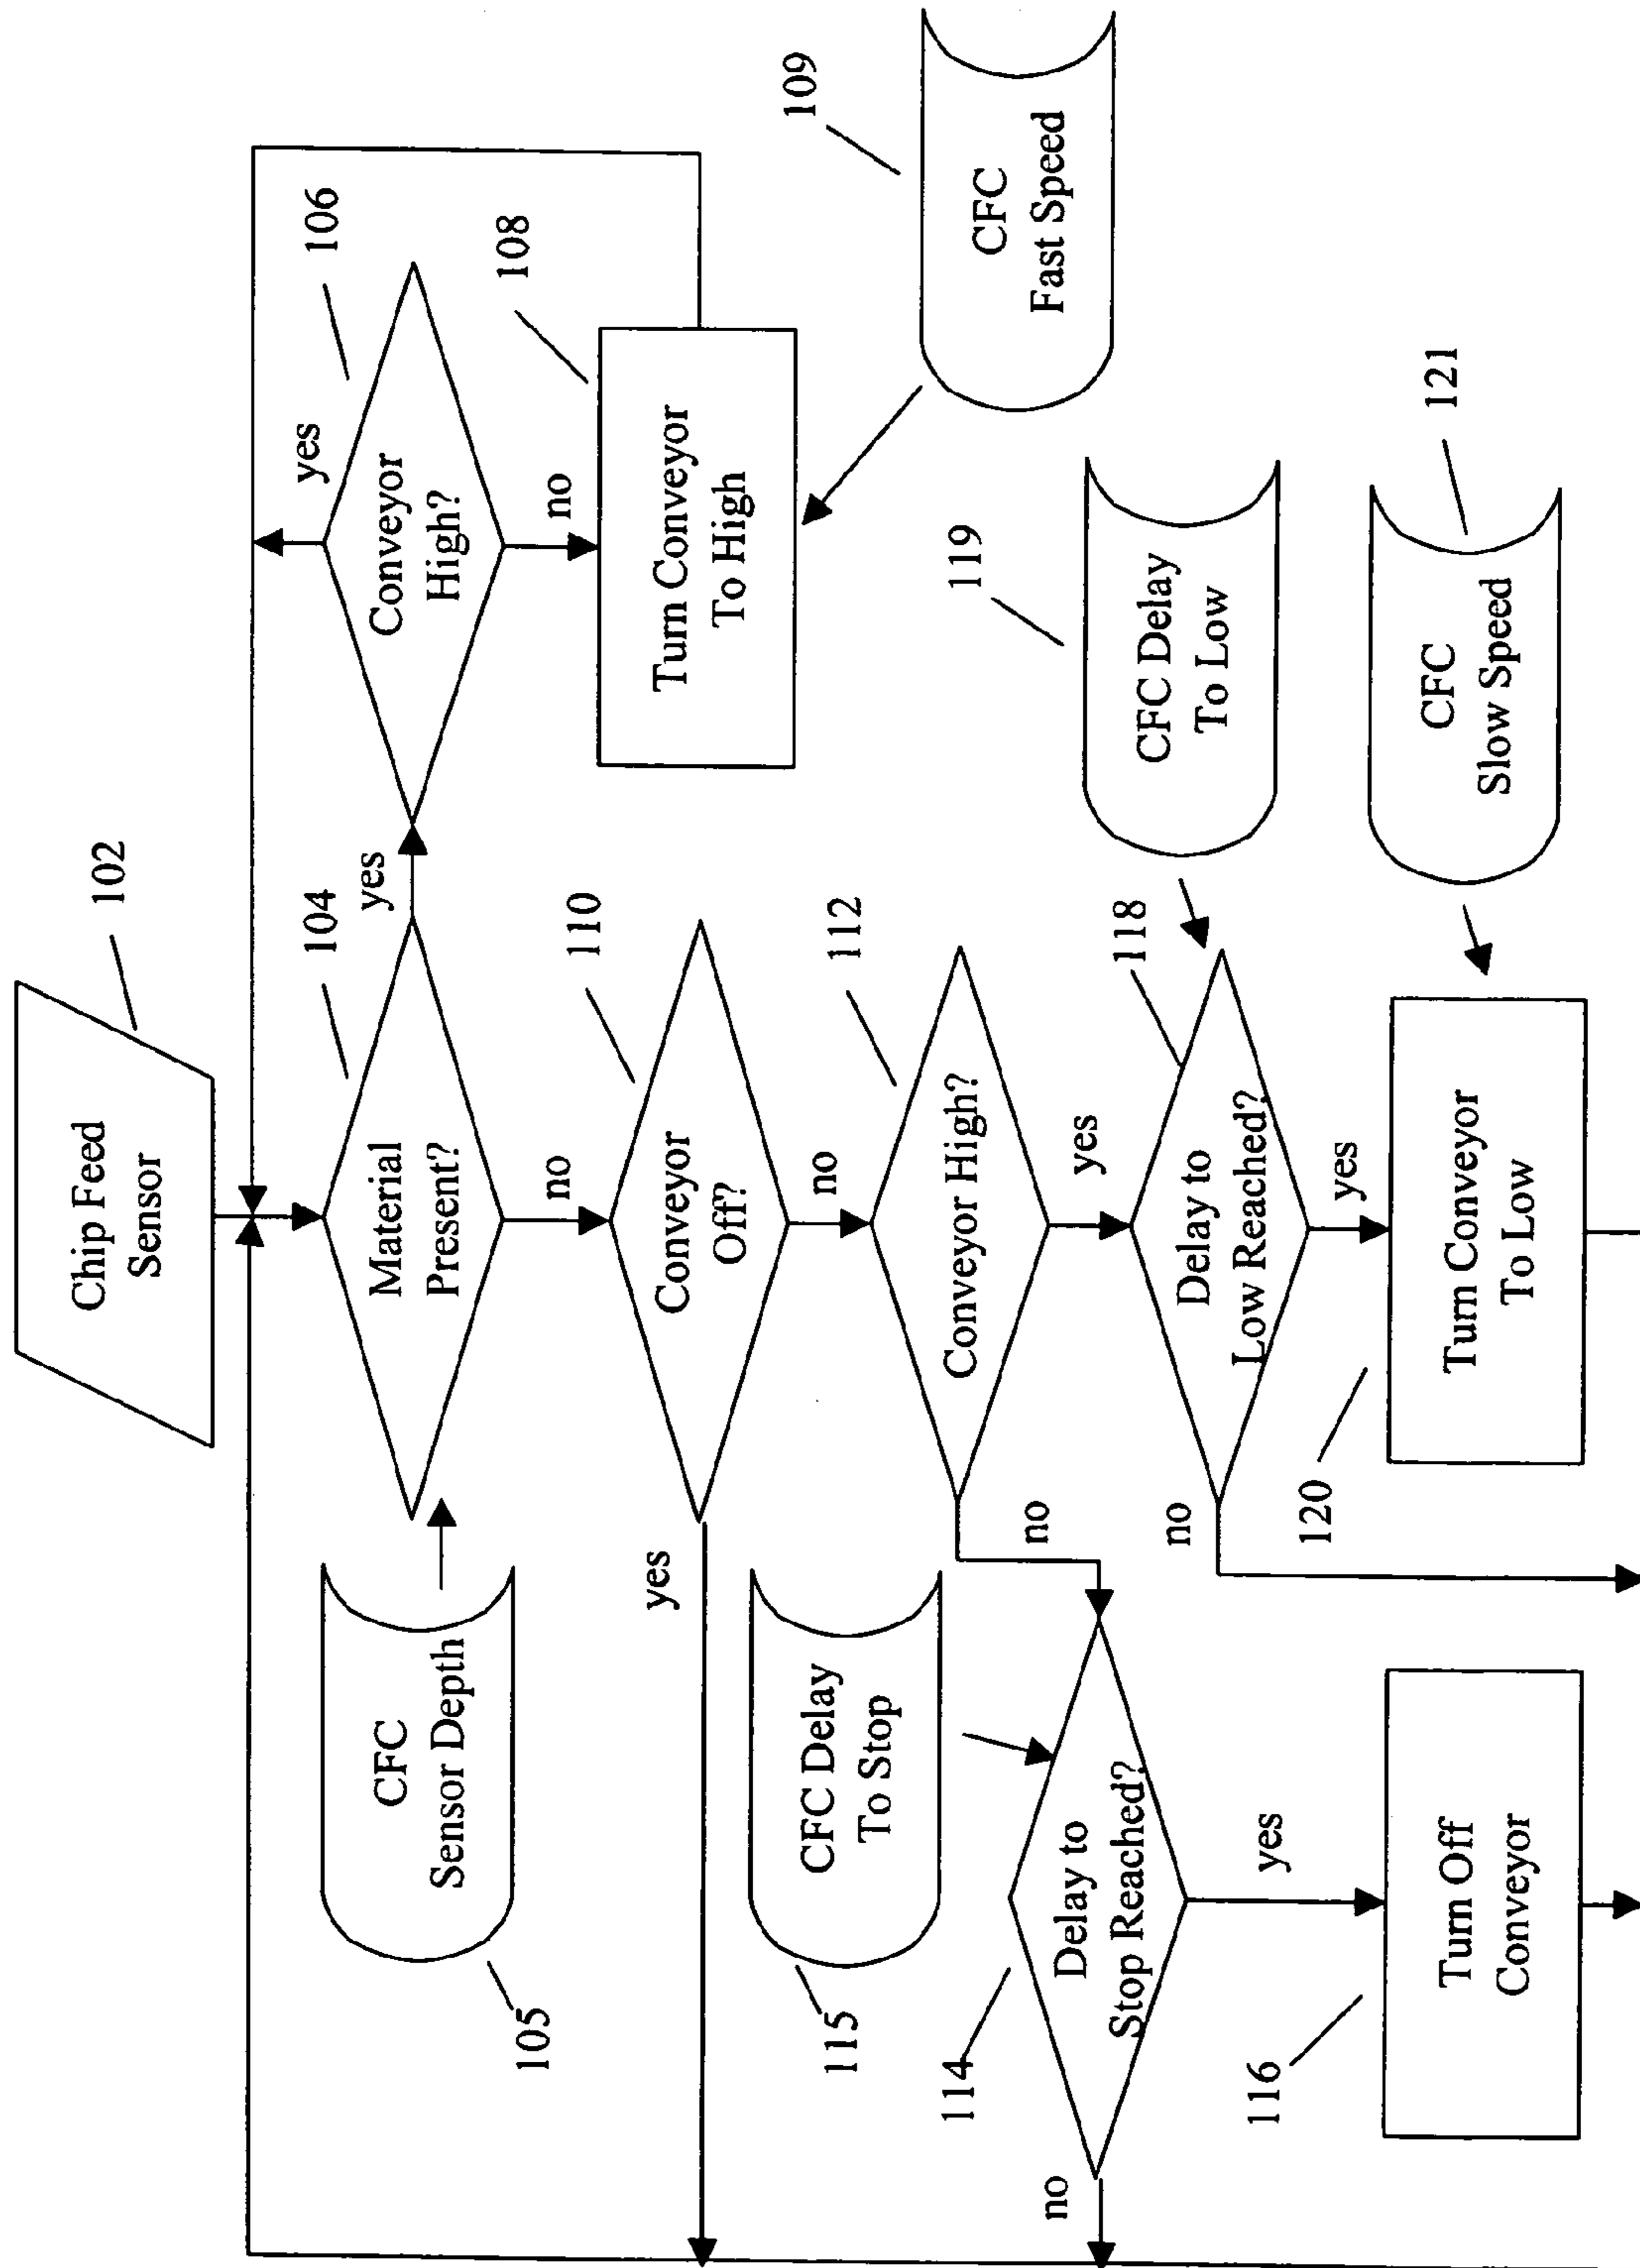 Chip Feed
Sensor
102
CFC
Sensor Depth
105
Material
Present?
104
yes
no
Conveyor
High?
106
yes
no
Turn Conveyor
To High
108
CFC
Fast Speed
109
Conveyor
Off?
110
yes
no
Conveyor High?
112
no
yes
CFC Delay
To Stop
115
Delay to
Stop Reached?
114
no
yes
Turn Off
Conveyor
116
Delay to
Low Reached?
118
no
yes
CFC Delay
To Low
119
Turn Conveyor
To Low
120
CFC
Slow Speed
121